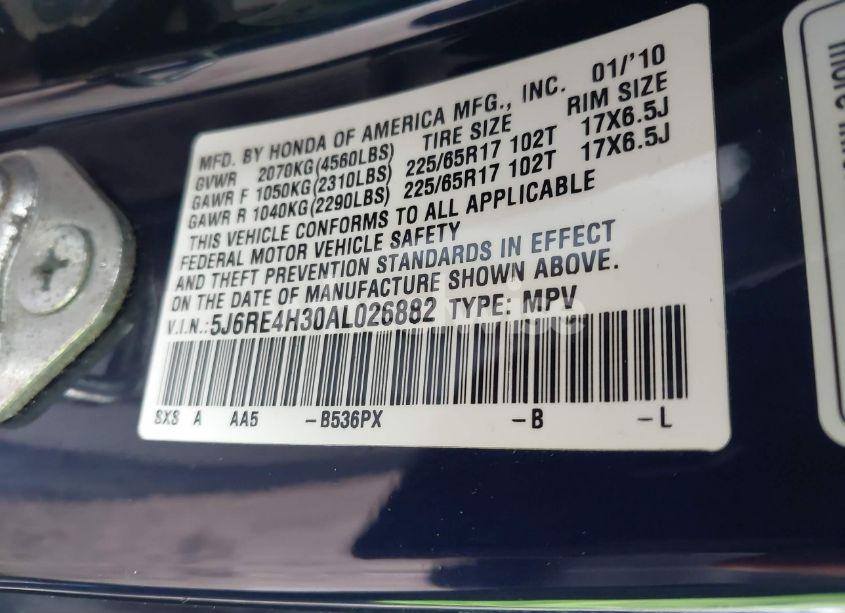 MFD. BY HONDA OF AMERICA MFG., INC. 01/'10
GVWR 2070KG(4560LBS) TIRE SIZE RIM SIZE
GAWR F 1050KG(2310LBS) 225/65R17 102T 17X6.5J
GAWR R 1040KG(2290LBS) 225/65R17 102T 17X6.5J
THIS VEHICLE CONFORMS TO ALL APPLICABLE
FEDERAL MOTOR VEHICLE SAFETY
AND THEFT PREVENTION STANDARDS IN EFFECT
ON THE DATE OF MANUFACTURE SHOWN ABOVE.
V.I.N.:5J6RE4H30AL026882 TYPE: MPV
SXS A AA5 -B536PX -B -L
more